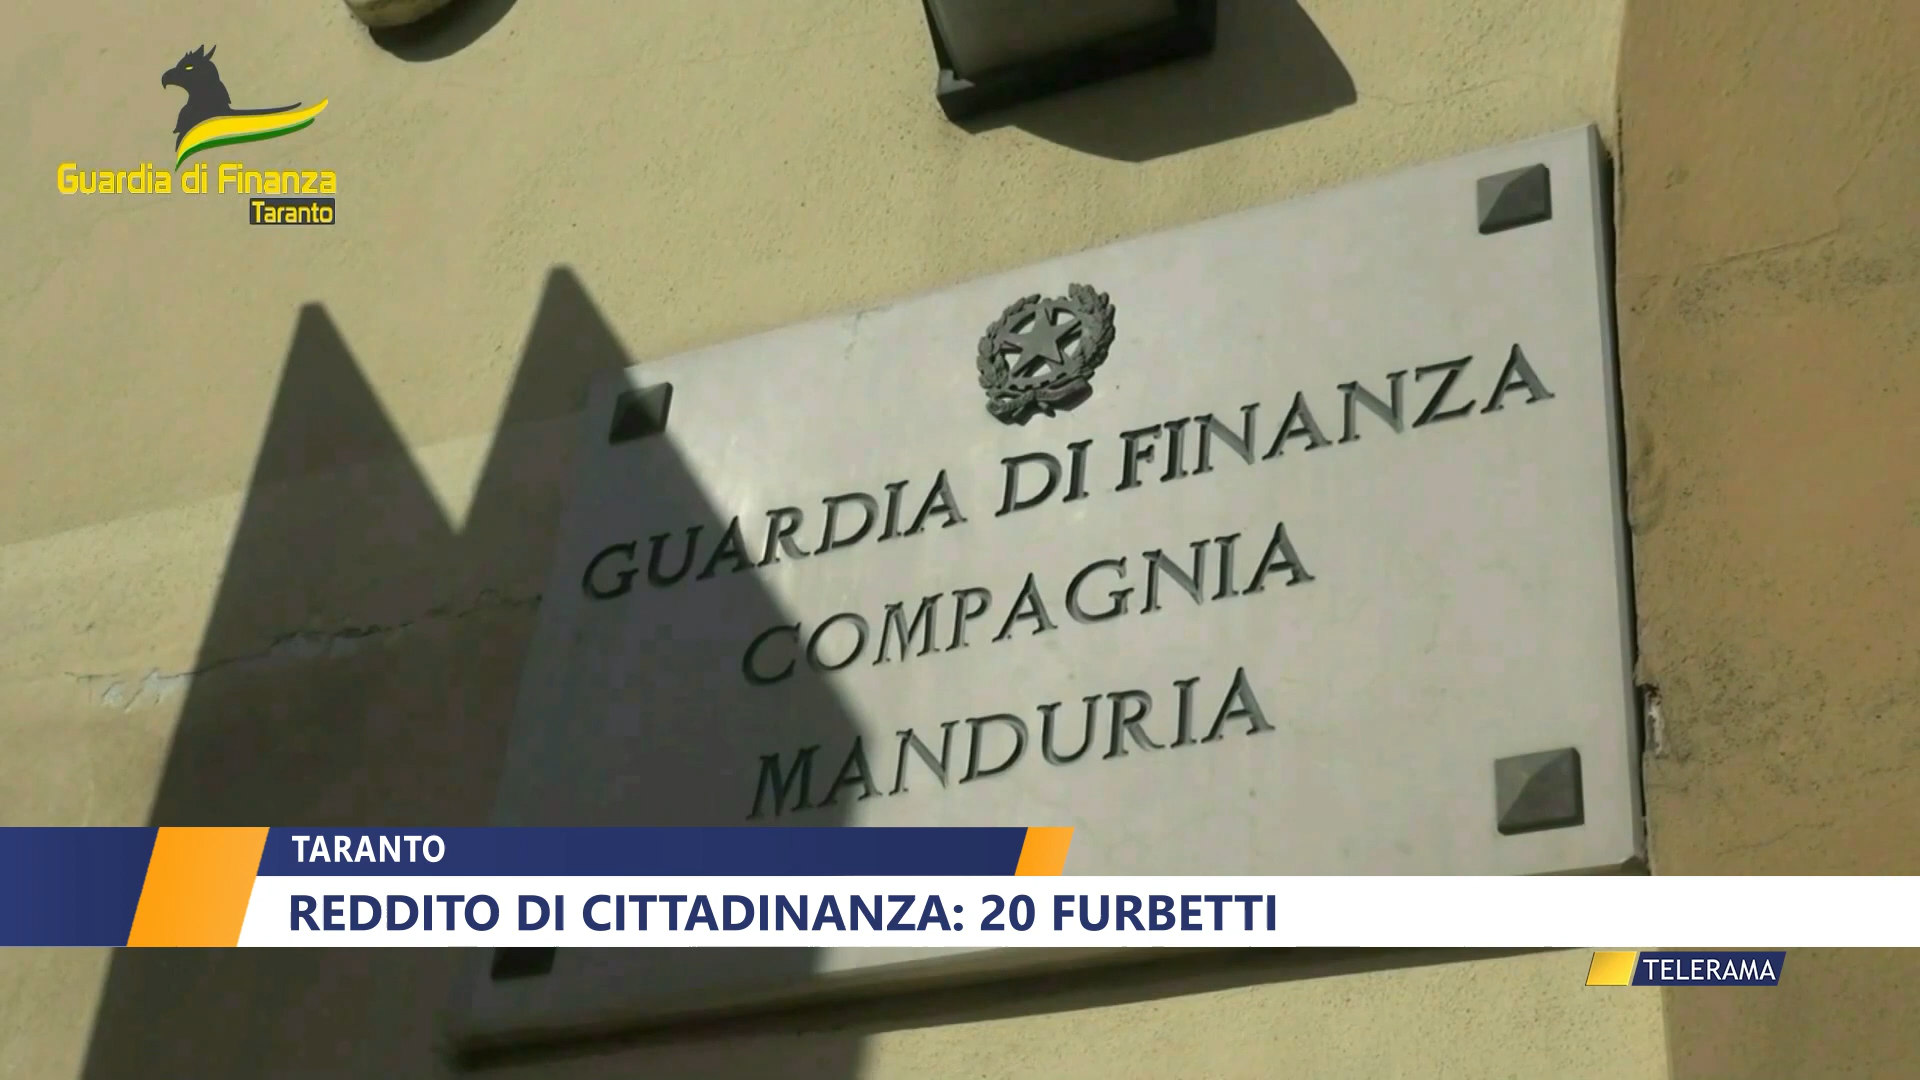 Guardia di Finanza
Taranto
GUARDIA DI FINANZA
COMPAGNIA
MANDURIA
TARANTO
REDDITO DI CITTADINANZA: 20 FURBETTI
TELERAMA